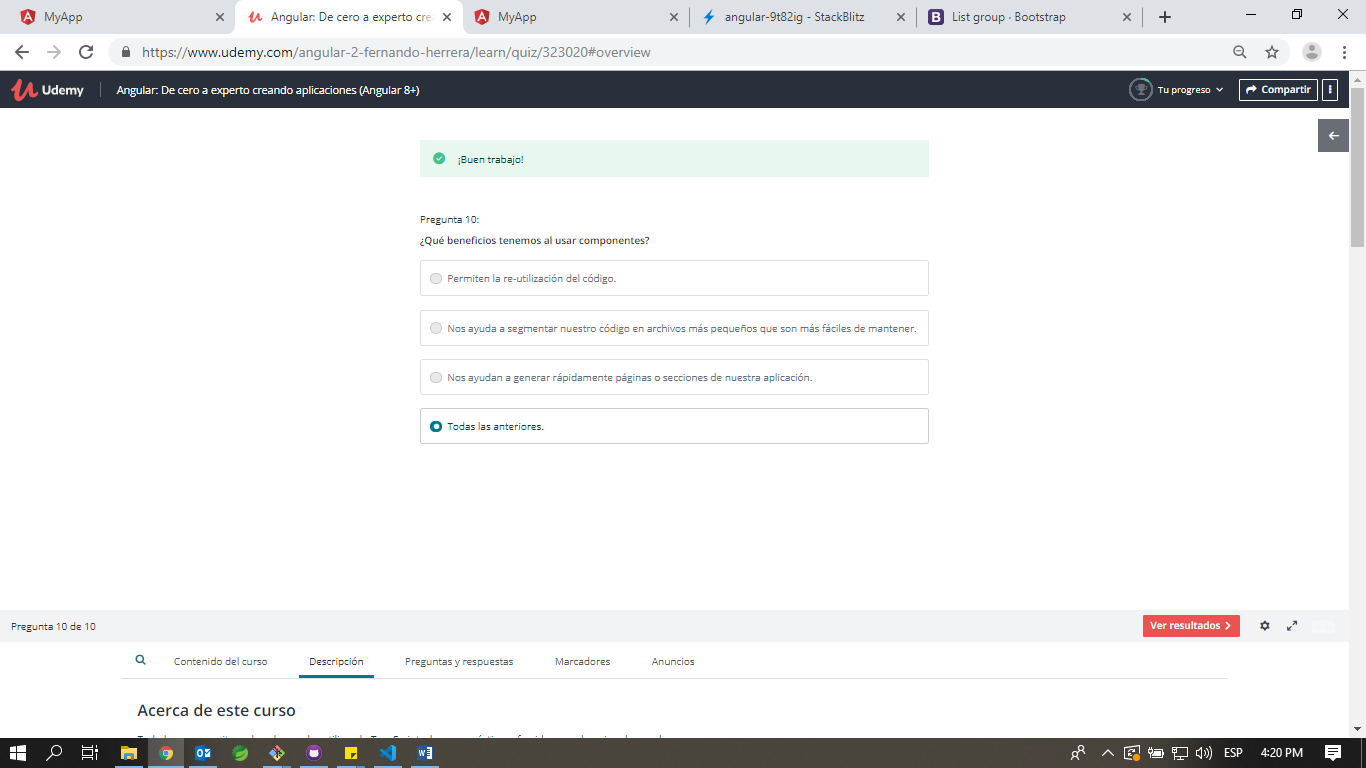 MyApp
Angular: De cero a experto cre
MyApp
angular-9t82ig - StackBlitz
List group · Bootstrap
https://www.udemy.com/angular-2-fernando-herrera/learn/quiz/323020#overview
Udemy
Angular: De cero a experto creando aplicaciones (Angular 8+)
Tu progreso
Compartir
¡Buen trabajo!
Pregunta 10:
¿Qué beneficios tenemos al usar componentes?
Permiten la re-utilización del código.
Nos ayuda a segmentar nuestro código en archivos más pequeños que son más fáciles de mantener.
Nos ayudan a generar rápidamente páginas o secciones de nuestra aplicación.
Todas las anteriores.
Pregunta 10 de 10
Ver resultados
Contenido del curso
Descripción
Preguntas y respuestas
Marcadores
Anuncios
Acerca de este curso
ESP
4:20 PM